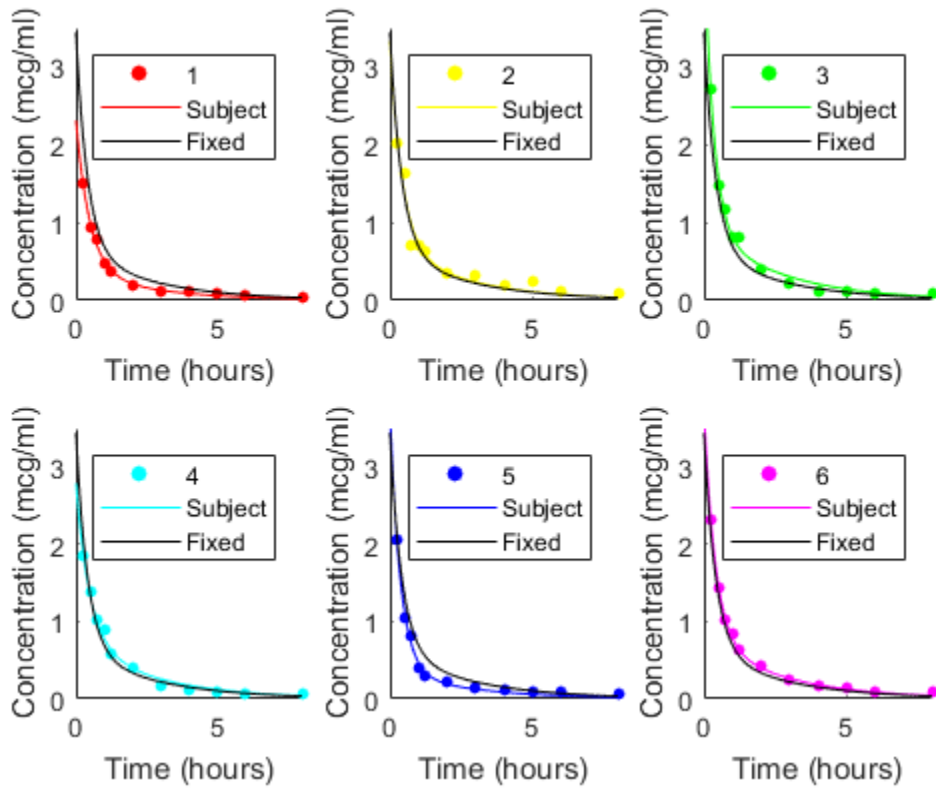 Concentration (mcg/ml)
3
2
1
0
1
Subject
Fixed
0
5
Time (hours)
Concentration (mcg/ml)
3
2
1
0
2
Subject
Fixed
0
5
Time (hours)
Concentration (mcg/ml)
3
2
1
0
3
Subject
Fixed
0
5
Time (hours)
Concentration (mcg/ml)
3
2
1
0
4
Subject
Fixed
0
5
Time (hours)
Concentration (mcg/ml)
3
2
1
0
5
Subject
Fixed
0
5
Time (hours)
Concentration (mcg/ml)
3
2
1
0
6
Subject
Fixed
0
5
Time (hours)